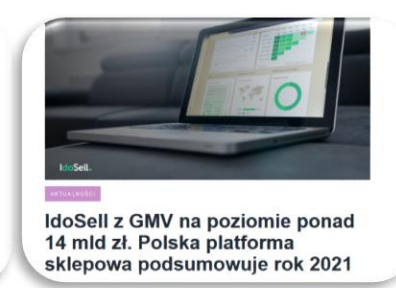 IdoSell.
AKTUALNOŚCI
IdoSell z GMV na poziomie ponad
14 mld zł. Polska platforma
sklepowa podsumowuje rok 2021